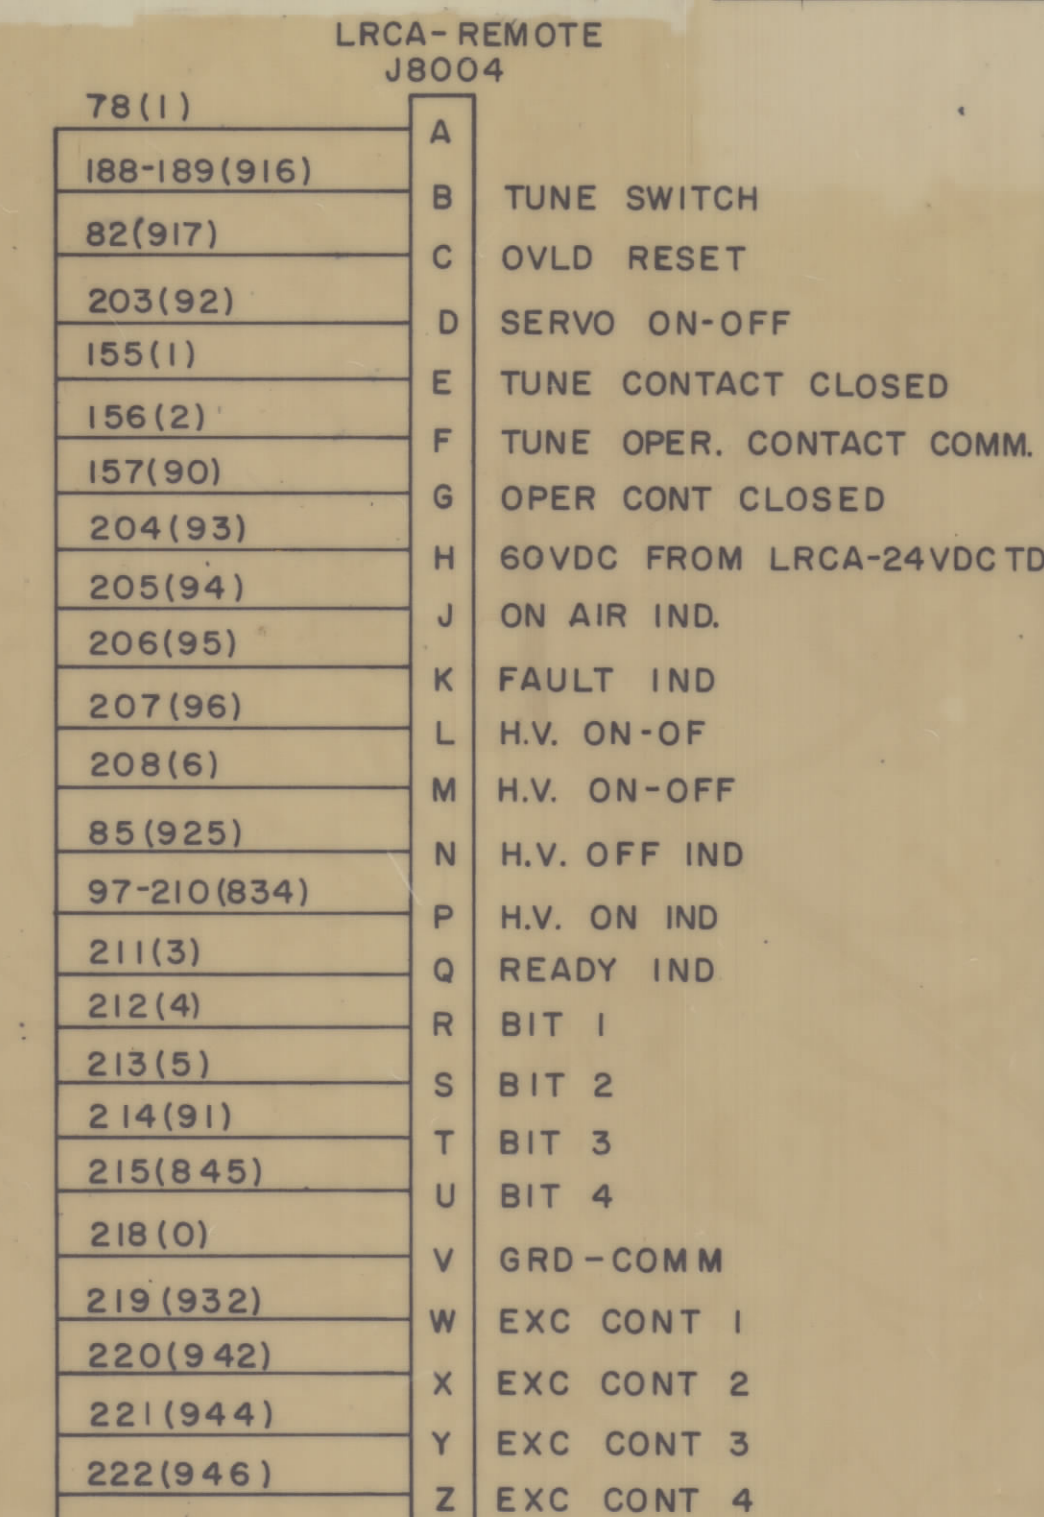 LRCA-REMOTE
J8004
78(1)
A
188-189(916)
B TUNE SWITCH
82(917)
C OVLD RESET
203(92)
D SERVO ON-OFF
155(1)
E TUNE CONTACT CLOSED
156(2)
F TUNE OPER. CONTACT COMM.
157(90)
G OPER CONT CLOSED
204(93)
H 60VDC FROM LRCA-24VDC TD
205(94)
J ON AIR IND.
206(95)
K FAULT IND
207(96)
L H.V. ON-OF
208(6)
M H.V. ON-OFF
85(925)
N H.V. OFF IND
97-210(834)
P H.V. ON IND
211(3)
Q READY IND
212(4)
R BIT 1
213(5)
S BIT 2
214(91)
T BIT 3
215(845)
U BIT 4
218(0)
V GRD-COMM
219(932)
W EXC CONT 1
220(942)
X EXC CONT 2
221(944)
Y EXC CONT 3
222(946)
Z EXC CONT 4